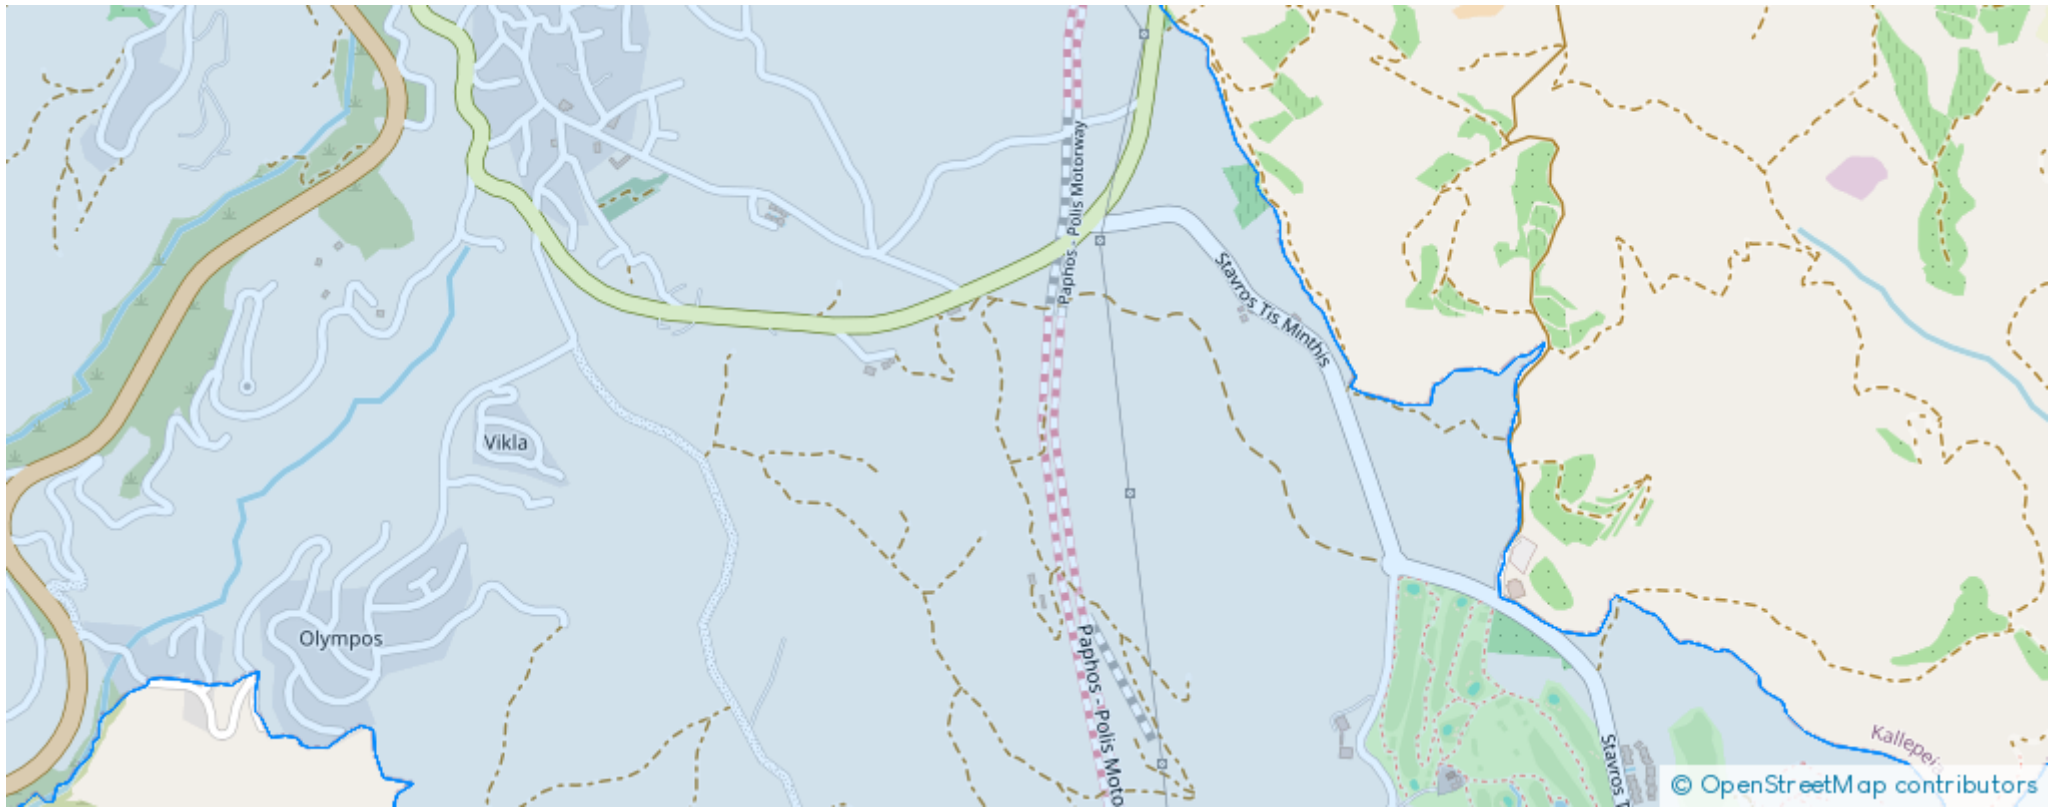 Paphos - Polis Motorway
Stavros Tis Minthis
Vikla
Olympos
Paphos - Polis Moto
Stavros T
Kallepei
© OpenStreetMap contributors